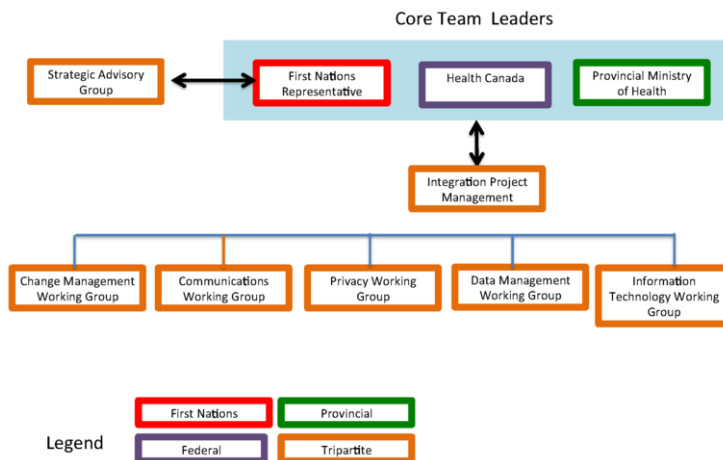 Core Team Leaders
Strategic Advisory
Group
First Nations
Representative
Health Canada
Provincial Ministry
of Health
Integration Project
Management
Change Management
Working Group
Communications
Working Group
Privacy Working
Group
Data Management
Working Group
Information
Technology Working
Group
Legend
First Nations
Provincial
Federal
Tripartite